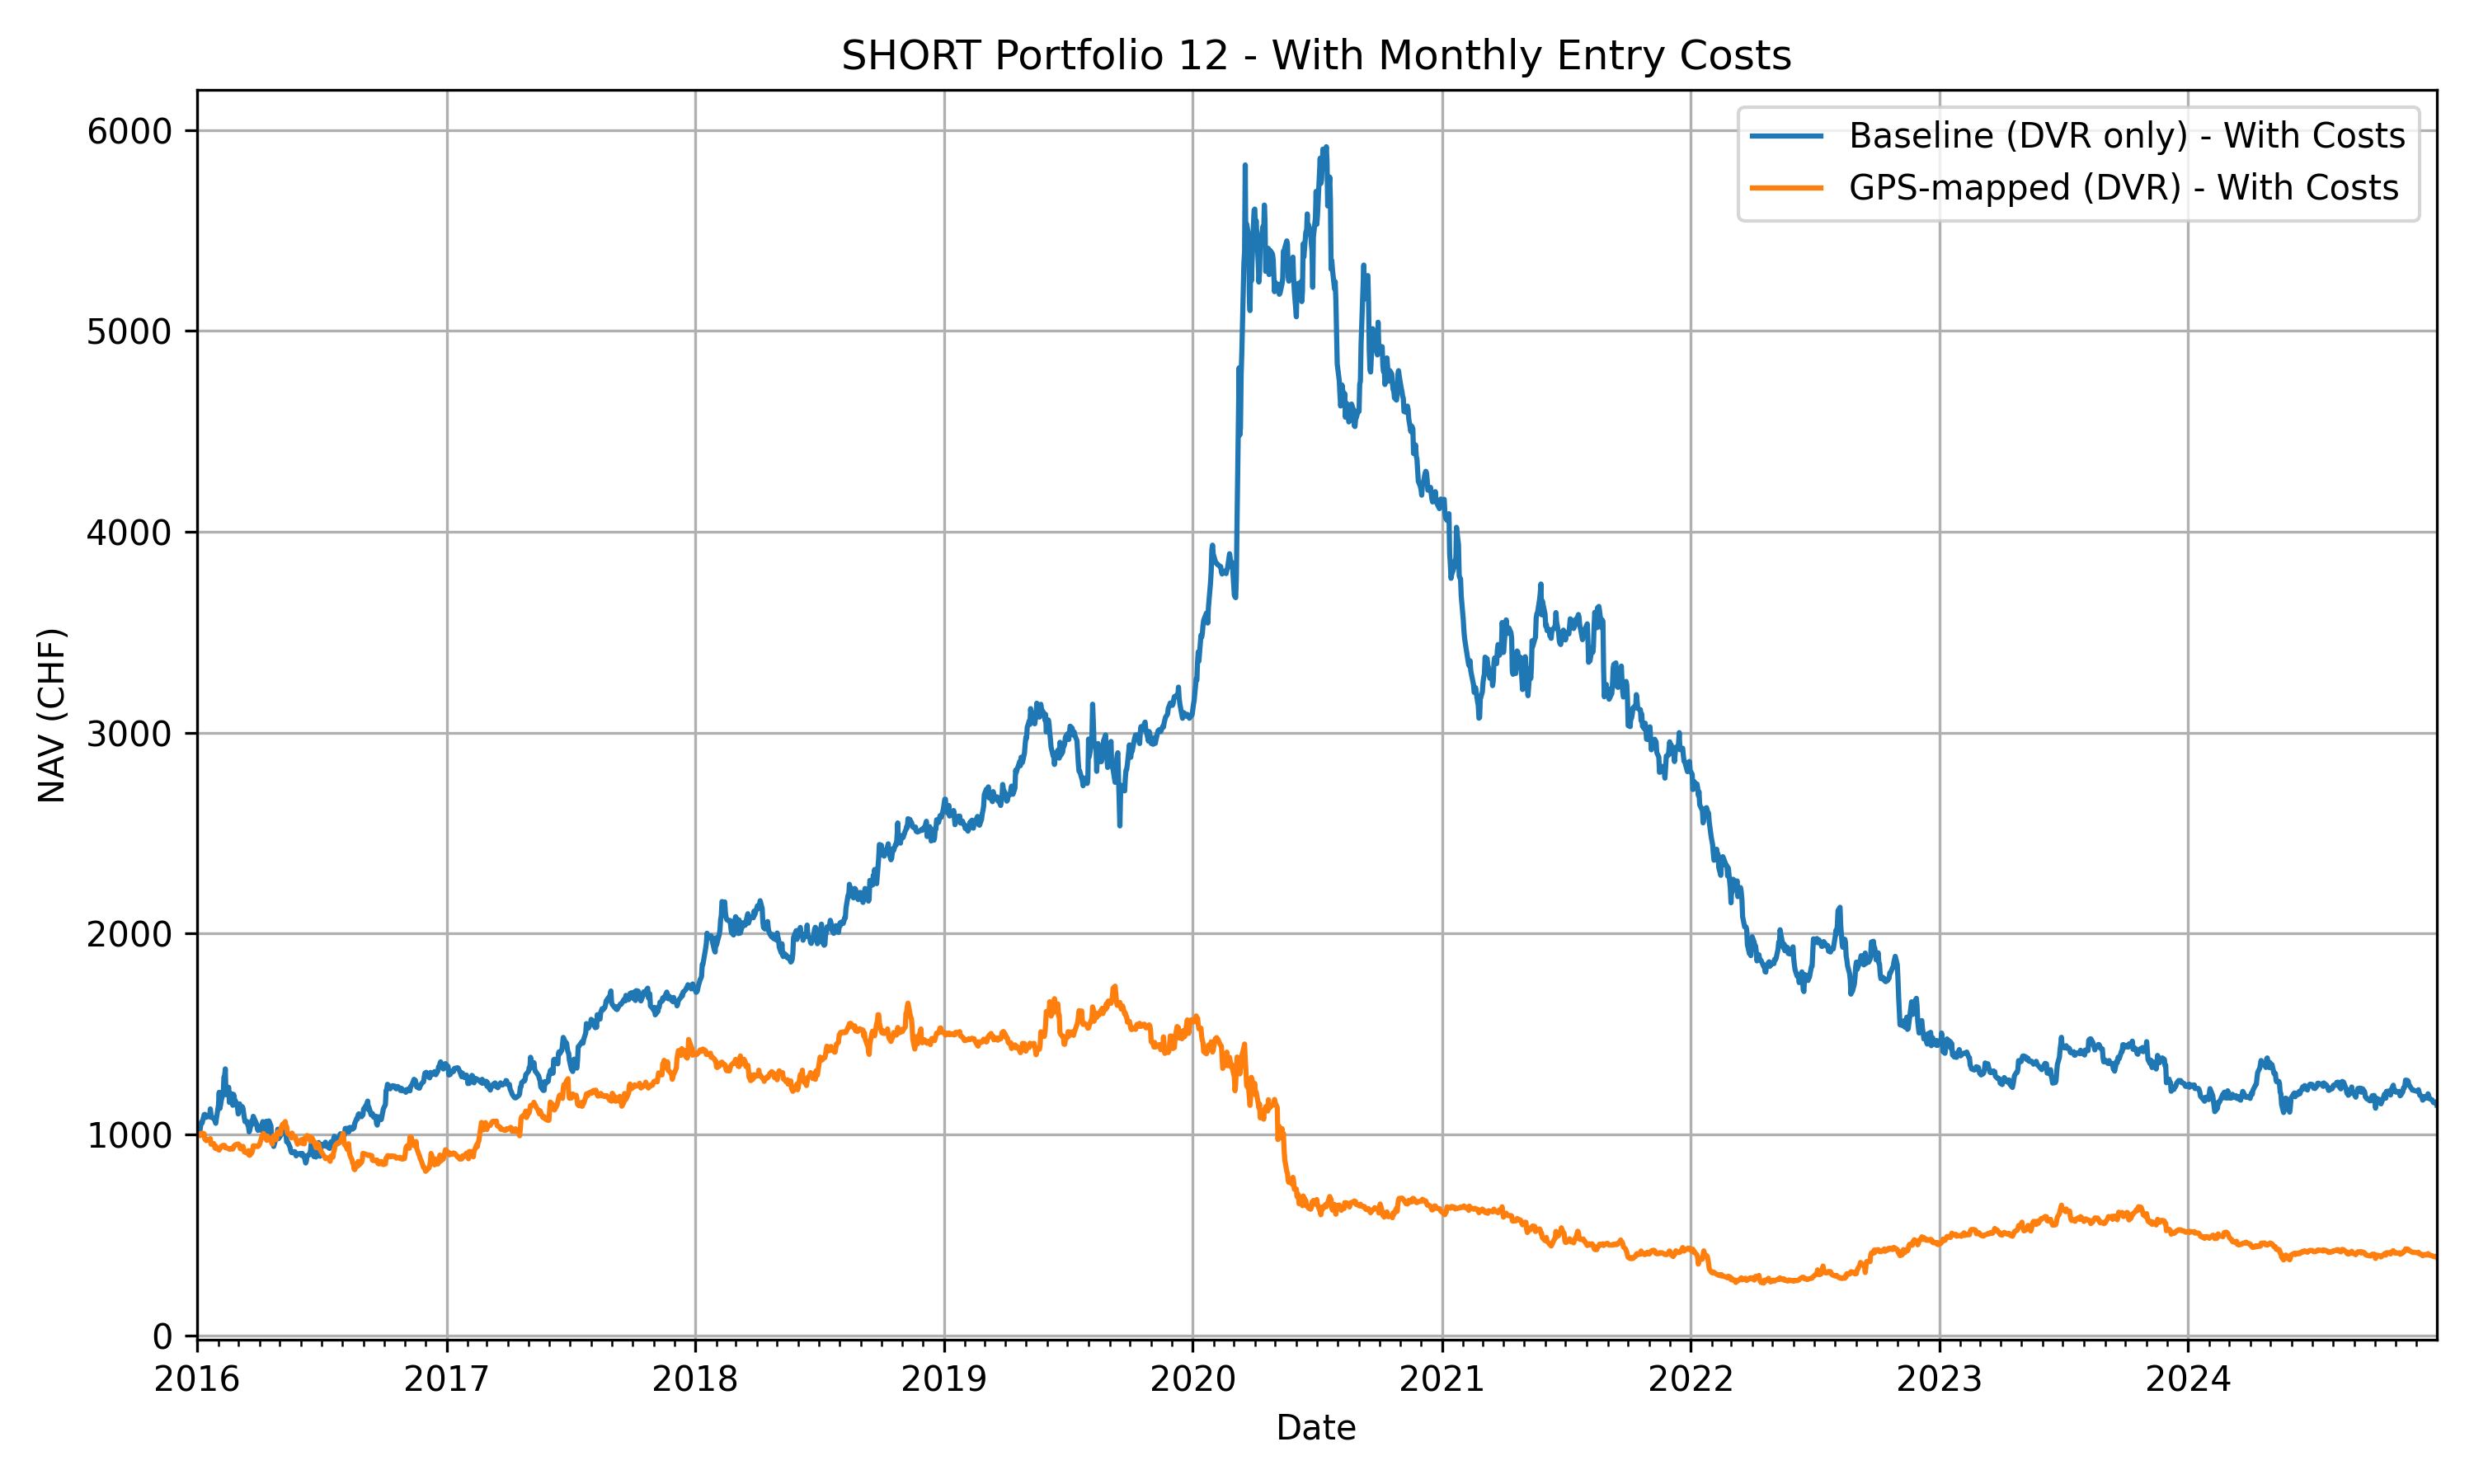 SHORT Portfolio 12 - With Monthly Entry Costs
Baseline (DVR only) - With Costs
GPS-mapped (DVR) - With Costs
6000
5000
4000
3000
2000
1000
0
NAV (CHF)
2016 2017 2018 2019 2020 2021 2022 2023 2024
Date